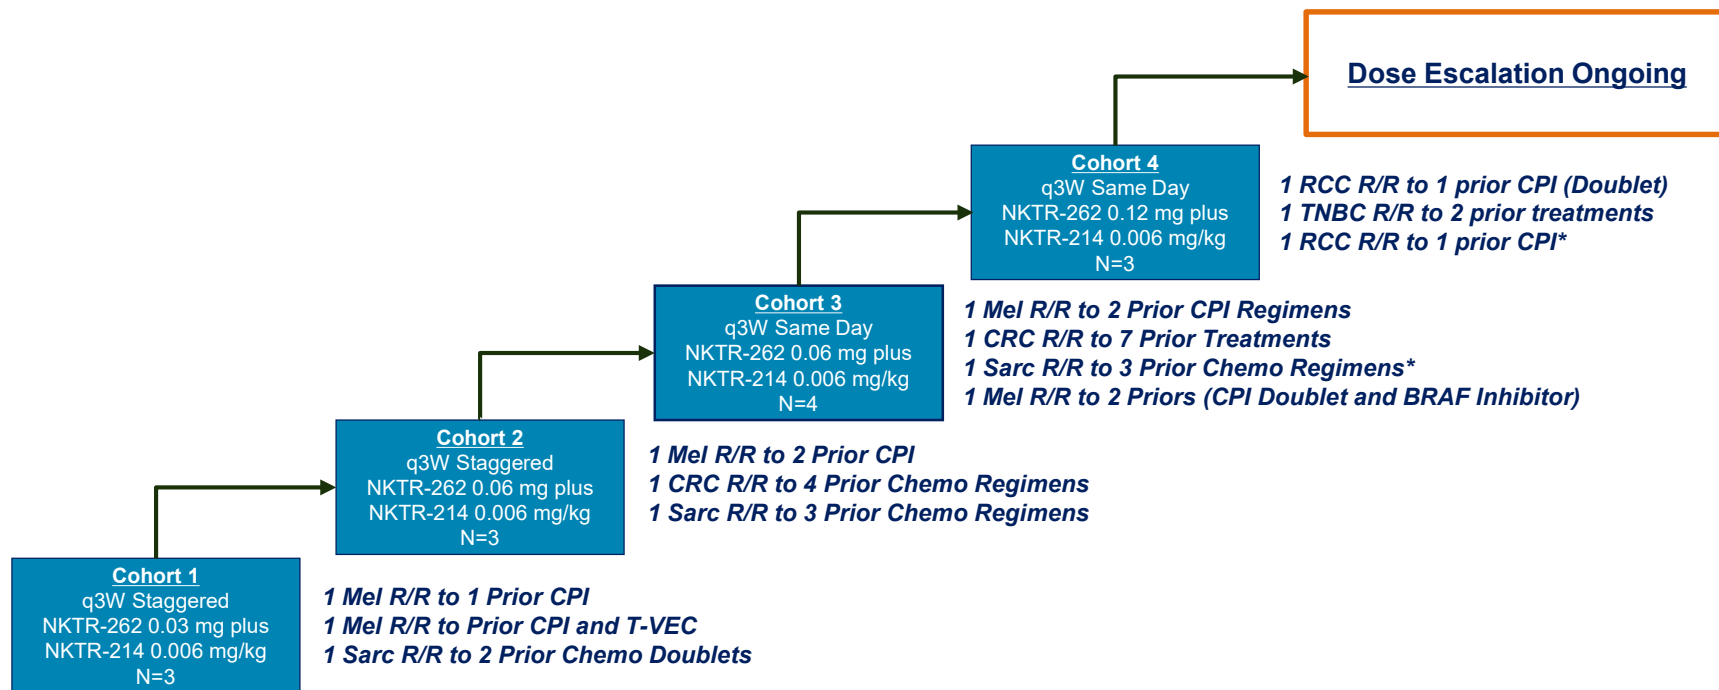 Dose Escalation Ongoing
Cohort 4
q3W Same Day
NKTR-262 0.12 mg plus
NKTR-214 0.006 mg/kg
N=3
1 RCC R/R to 1 prior CPI (Doublet)
1 TNBC R/R to 2 prior treatments
1 RCC R/R to 1 prior CPI*
Cohort 3
q3W Same Day
NKTR-262 0.06 mg plus
NKTR-214 0.006 mg/kg
N=4
1 Mel R/R to 2 Prior CPI Regimens
1 CRC R/R to 7 Prior Treatments
1 Sarc R/R to 3 Prior Chemo Regimens*
1 Mel R/R to 2 Priors (CPI Doublet and BRAF Inhibitor)
Cohort 2
q3W Staggered
NKTR-262 0.06 mg plus
NKTR-214 0.006 mg/kg
N=3
1 Mel R/R to 2 Prior CPI
1 CRC R/R to 4 Prior Chemo Regimens
1 Sarc R/R to 3 Prior Chemo Regimens
Cohort 1
q3W Staggered
NKTR-262 0.03 mg plus
NKTR-214 0.006 mg/kg
N=3
1 Mel R/R to 1 Prior CPI
1 Mel R/R to Prior CPI and T-VEC
1 Sarc R/R to 2 Prior Chemo Doublets